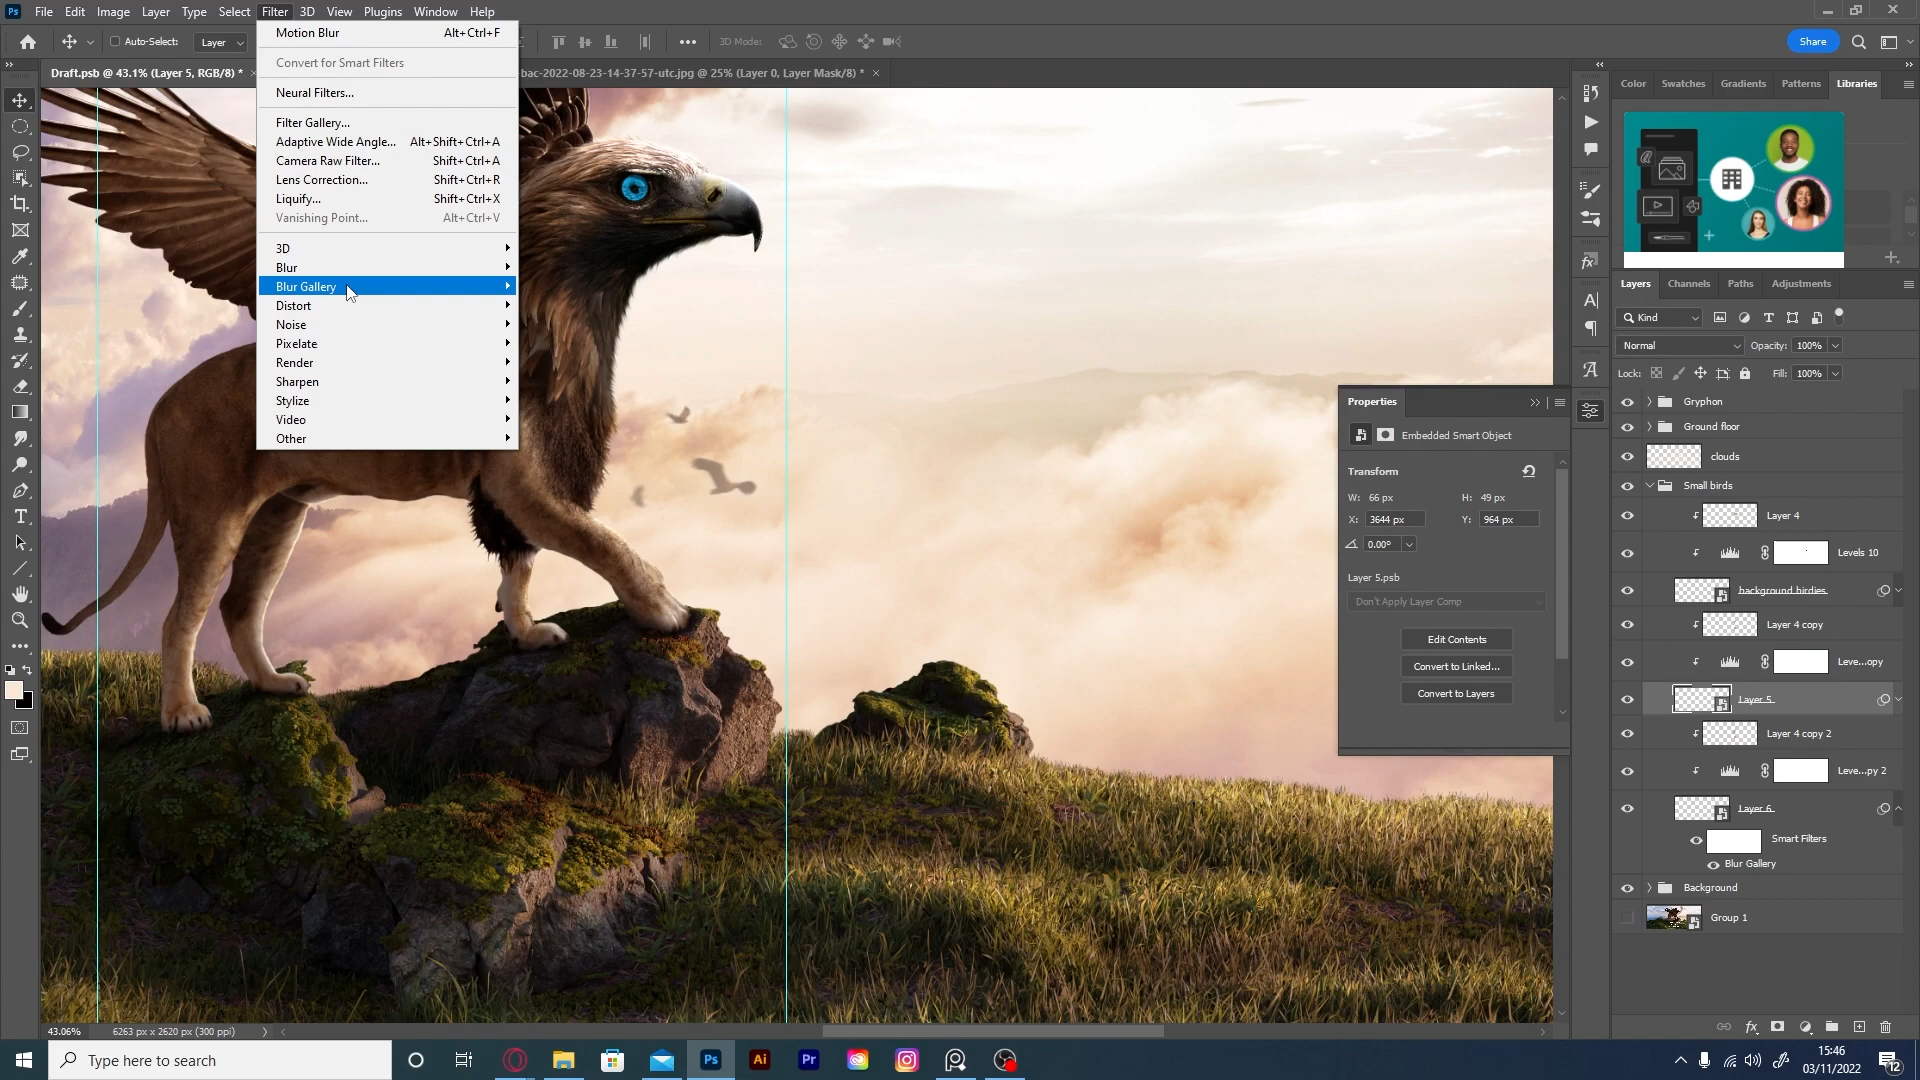 Ps File Edit Image Layer Type Select Filter 3D View Plugins Window Help
Auto-Select: Layer
3D Mode:
Share
Draft.psb @ 43.1% (Layer 5, RGB/8) *
bac-2022-08-23-14-37-57-utc.jpg @ 25% (Layer 0, Layer Mask/8) *
Motion Blur Alt+Ctrl+F
Convert for Smart Filters
Neural Filters...
Filter Gallery...
Adaptive Wide Angle... Alt+Shift+Ctrl+A
Camera Raw Filter... Shift+Ctrl+A
Lens Correction... Shift+Ctrl+R
Liquify... Shift+Ctrl+X
Vanishing Point... Alt+Ctrl+V
3D
Blur
Blur Gallery
Distort
Noise
Pixelate
Render
Sharpen
Stylize
Video
Other
Color Swatches Gradients Patterns Libraries
Properties
Embedded Smart Object
Transform
W: 66 px H: 49 px
X: 3644 px Y: 964 px
0.00°
Layer 5.psb
Don't Apply Layer Comp
Edit Contents
Convert to Linked...
Convert to Layers
Layers Channels Paths Adjustments
Kind
Normal Opacity: 100%
Lock: Fill: 100%
Gryphon
Ground floor
clouds
Small birds
Layer 4
Levels 10
background birdies
Layer 4 copy
Leve...opy
Layer 5
Layer 4 copy 2
Leve...py 2
Layer 6
Smart Filters
Blur Gallery
Background
Group 1
43.06% 6263 px x 2620 px (300 ppi)
Type here to search
Ps
Ai
Pr
15:46
03/11/2022
12